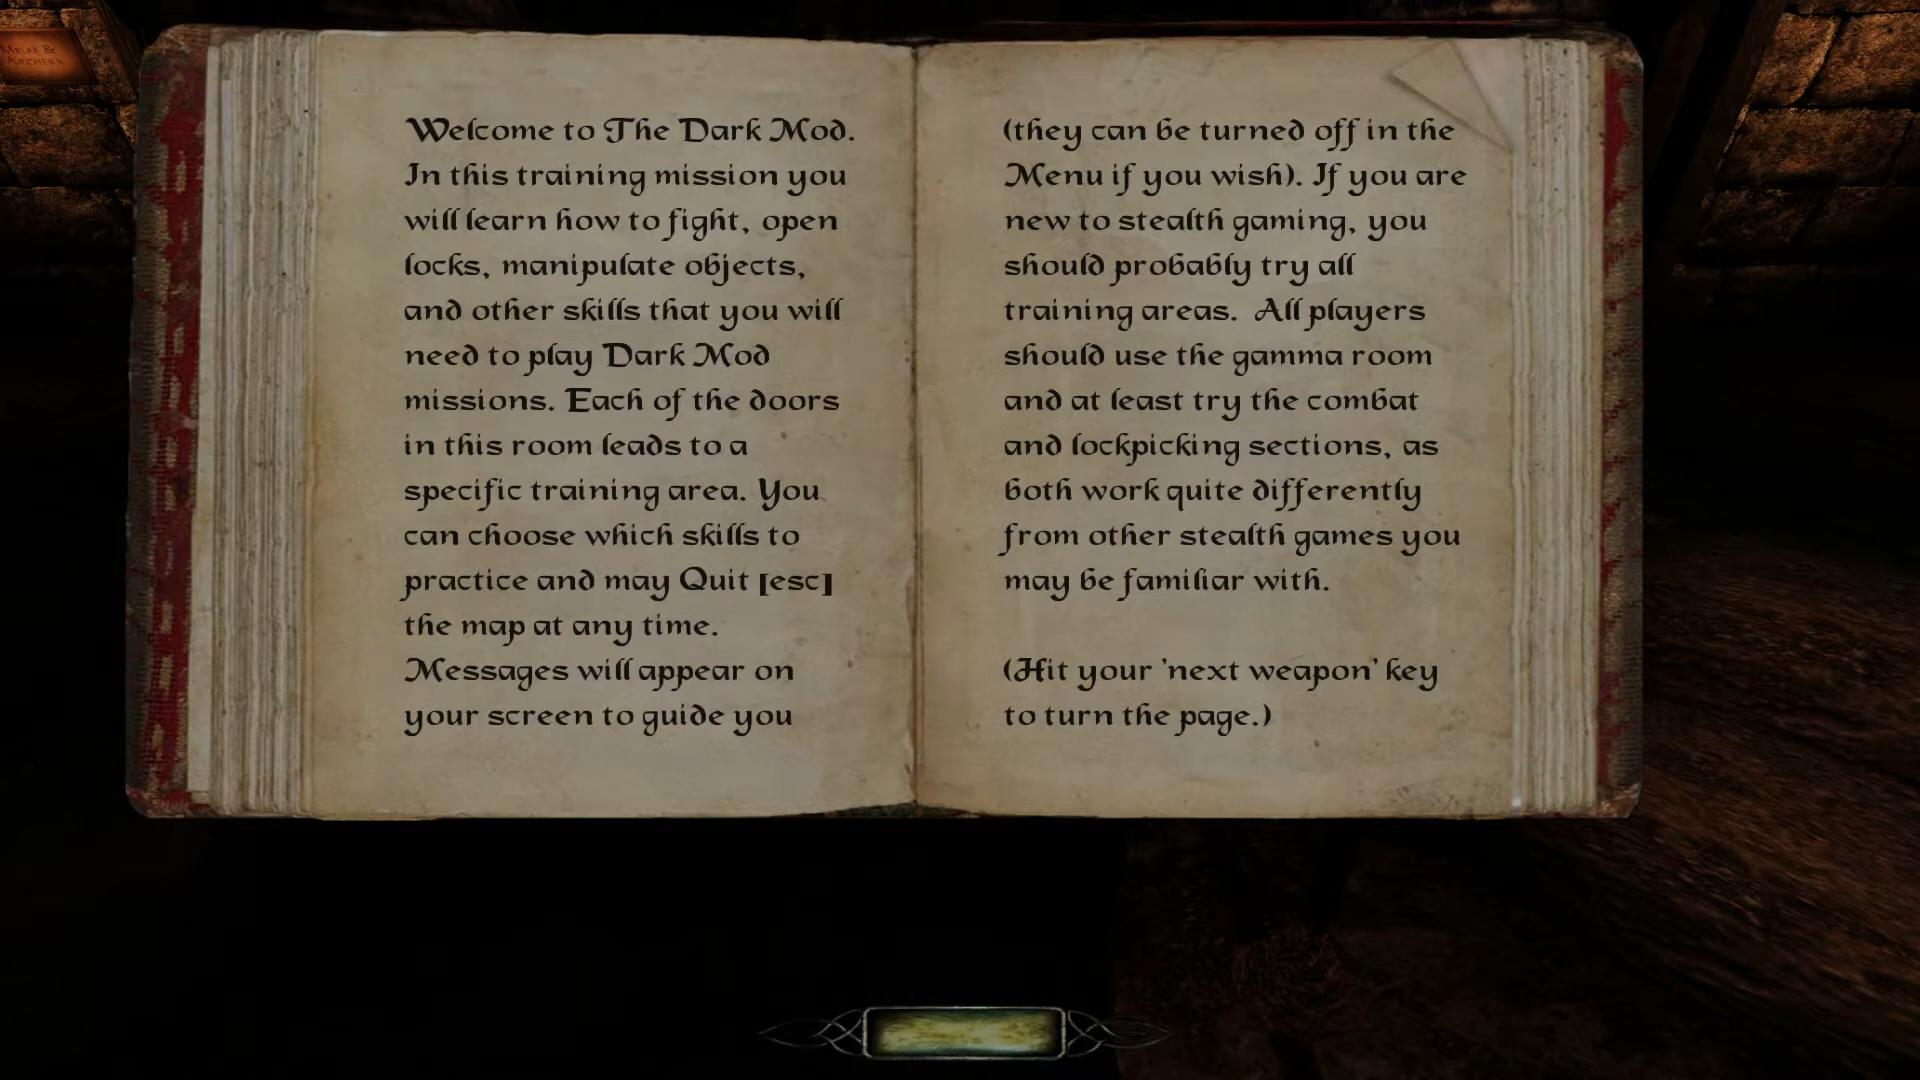 Melee &
Archery
Welcome to The Dark Mod.
In this training mission you
will learn how to fight, open
locks, manipulate objects,
and other skills that you will
need to play Dark Mod
missions. Each of the doors
in this room leads to a
specific training area. You
can choose which skills to
practice and may Quit [esc]
the map at any time.
Messages will appear on
your screen to guide you
(they can be turned off in the
Menu if you wish). If you are
new to stealth gaming, you
should probably try all
training areas.  All players
should use the gamma room
and at least try the combat
and lockpicking sections, as
both work quite differently
from other stealth games you
may be familiar with.
(Hit your 'next weapon' key
to turn the page.)